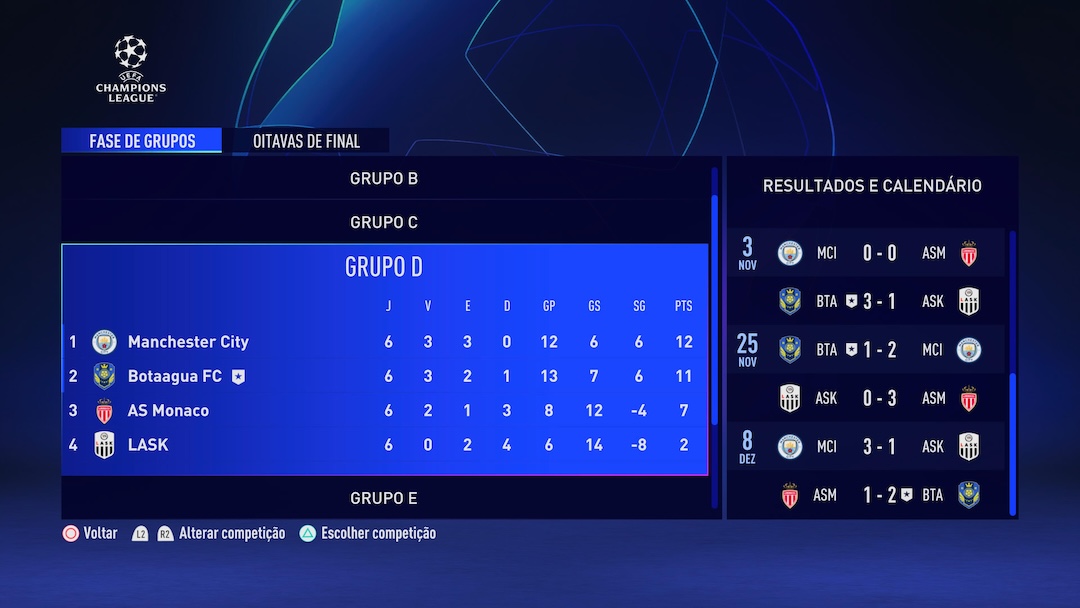 UEFA
CHAMPIONS
LEAGUE
FASE DE GRUPOS OITAVAS DE FINAL
GRUPO B
GRUPO C
GRUPO D
J V E D GP GS SG PTS
1 Manchester City 6 3 3 0 12 6 6 12
2 Botaagua FC 6 3 2 1 13 7 6 11
3 AS Monaco 6 2 1 3 8 12 -4 7
4 LASK 6 0 2 4 6 14 -8 2
GRUPO E
RESULTADOS E CALENDÁRIO
3 NOV MCI 0 - 0 ASM
BTA 3 - 1 ASK
25 NOV BTA 1 - 2 MCI
ASK 0 - 3 ASM
8 DEZ MCI 3 - 1 ASK
ASM 1 - 2 BTA
Voltar L2 R2 Alterar competição Escolher competição